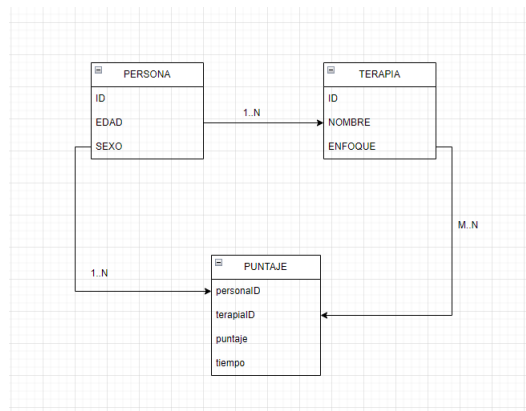 PERSONA
ID
EDAD
SEXO
1..N
TERAPIA
ID
NOMBRE
ENFOQUE
M..N
1..N
PUNTAJE
personaID
terapiaID
puntaje
tiempo